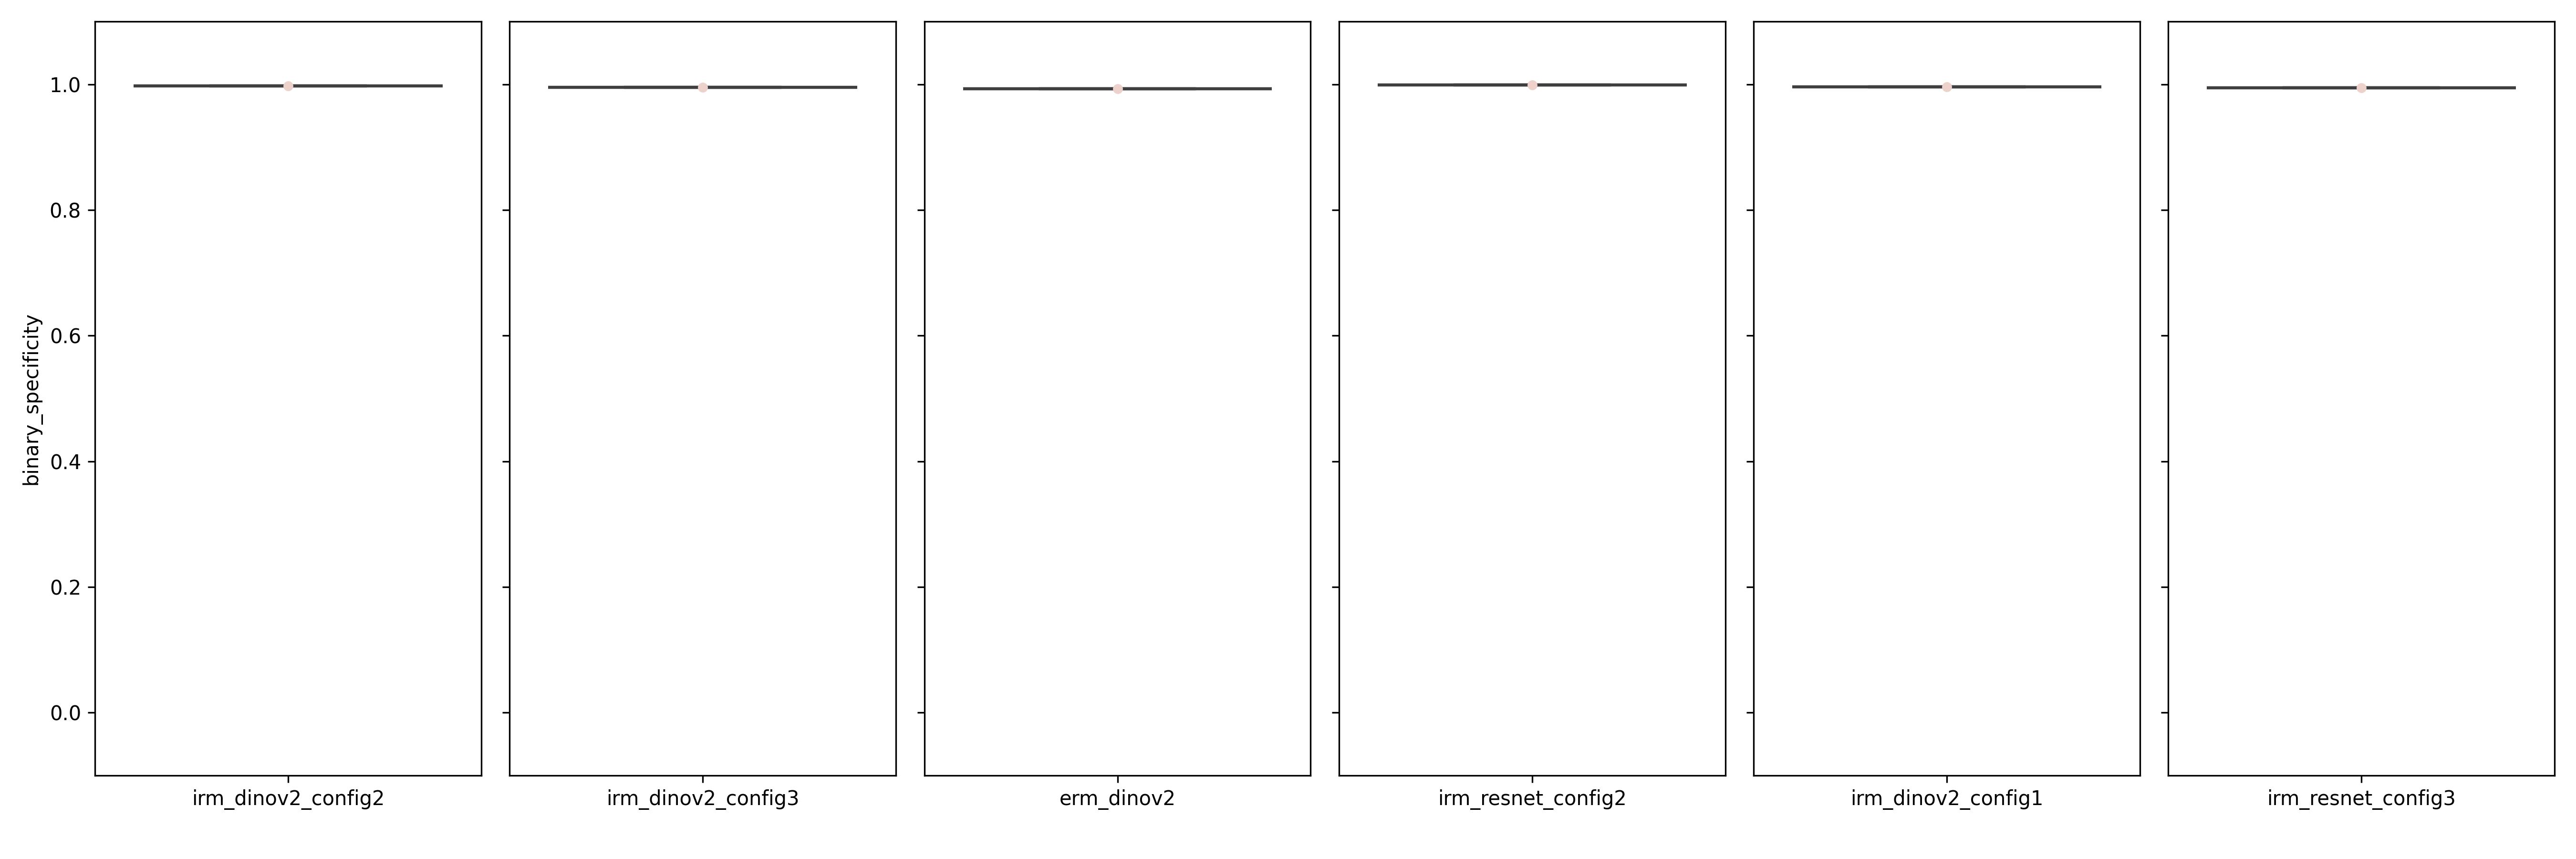 binary_specificity
1.0
0.8
0.6
0.4
0.2
0.0
irm_dinov2_config2
irm_dinov2_config3
erm_dinov2
irm_resnet_config2
irm_dinov2_config1
irm_resnet_config3